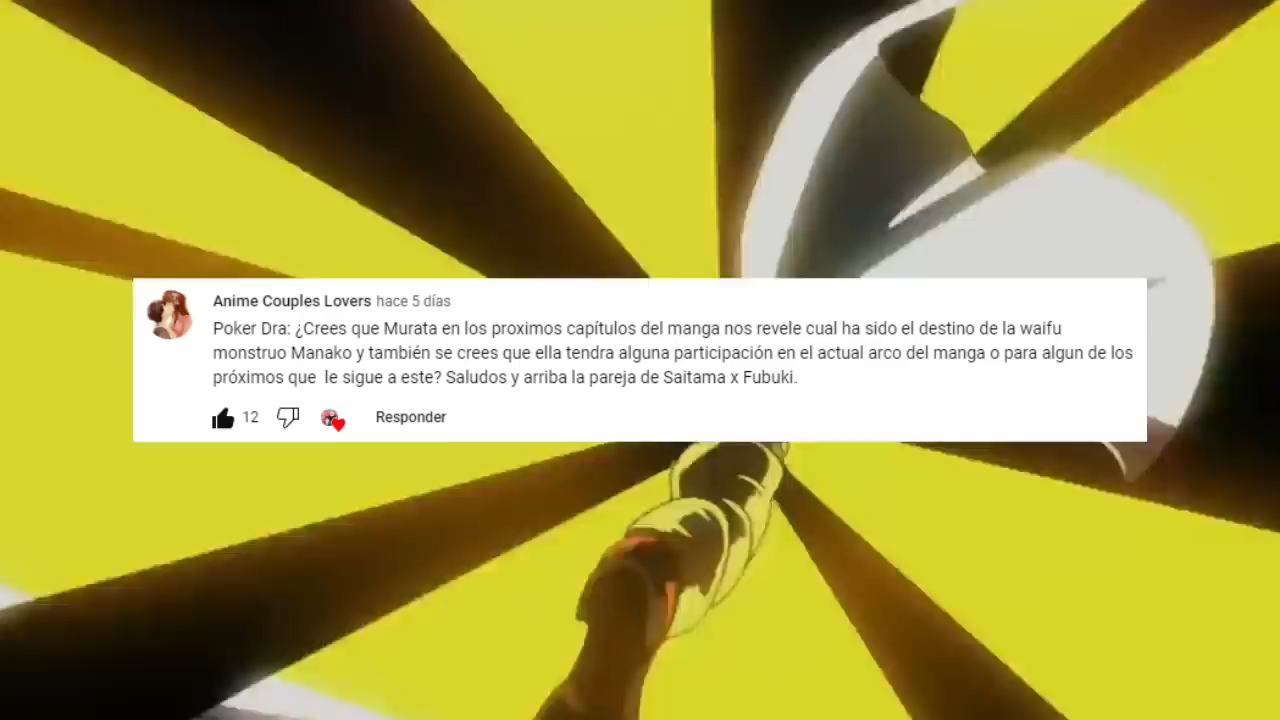 Anime Couples Lovers hace 5 días
Poker Dra: ¿Crees que Murata en los proximos capítulos del manga nos revele cual ha sido el destino de la waifu
monstruo Manako y también se crees que ella tendra alguna participación en el actual arco del manga o para algun de los
próximos que  le sigue a este? Saludos y arriba la pareja de Saitama x Fubuki.
12 Responder